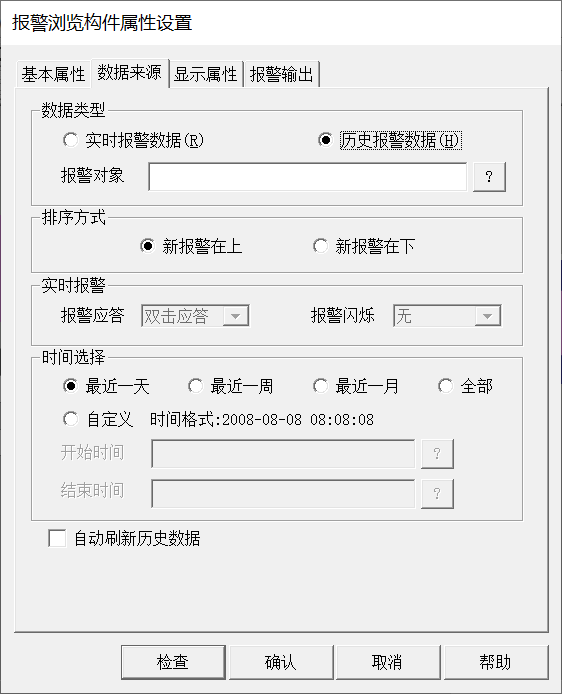 报警浏览构件属性设置
基本属性 数据来源 显示属性 报警输出
数据类型
实时报警数据(R) 历史报警数据(H)
报警对象 ?
排序方式
新报警在上 新报警在下
实时报警
报警应答 双击应答 报警闪烁 无
时间选择
最近一天 最近一周 最近一月 全部
自定义 时间格式:2008-08-08 08:08:08
开始时间 ?
结束时间 ?
自动刷新历史数据
检查 确认 取消 帮助